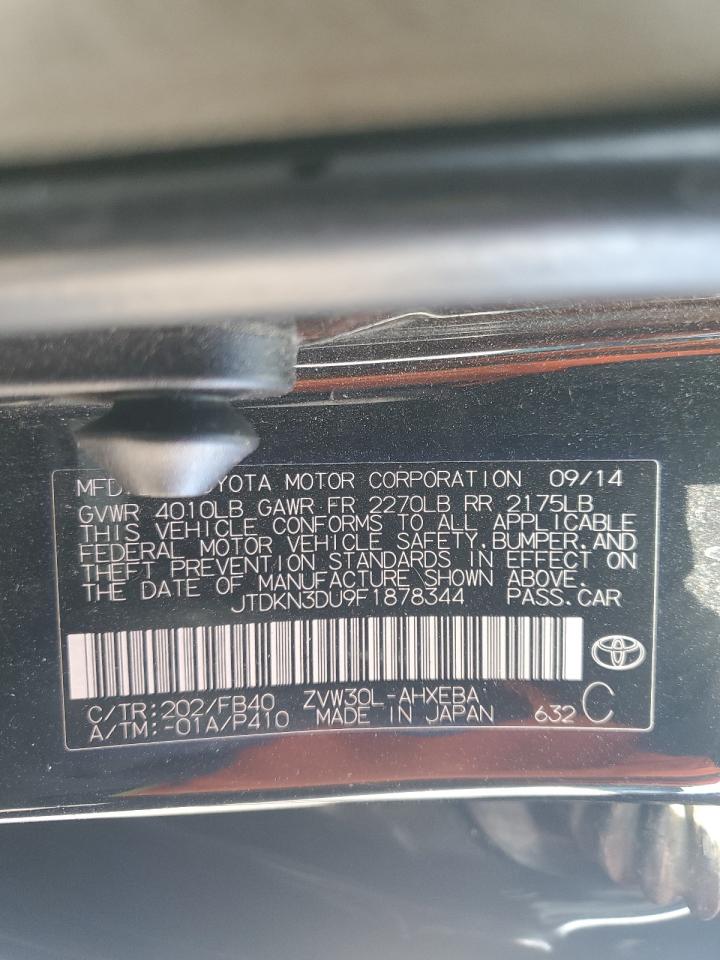 MFD TOYOTA MOTOR CORPORATION 09/14
GVWR 4010LB GAWR FR 2270LB RR 2175LB
THIS VEHICLE CONFORMS TO ALL APPLICABLE
FEDERAL MOTOR VEHICLE SAFETY, BUMPER, AND
THEFT PREVENTION STANDARDS IN EFFECT ON
THE DATE OF MANUFACTURE SHOWN ABOVE.
JTDKN3DU9F1878344 PASS.CAR
C/TR:202/FB40 ZVW30L-AHXEBA
A/TM:-01A/P410 MADE IN JAPAN 632 C